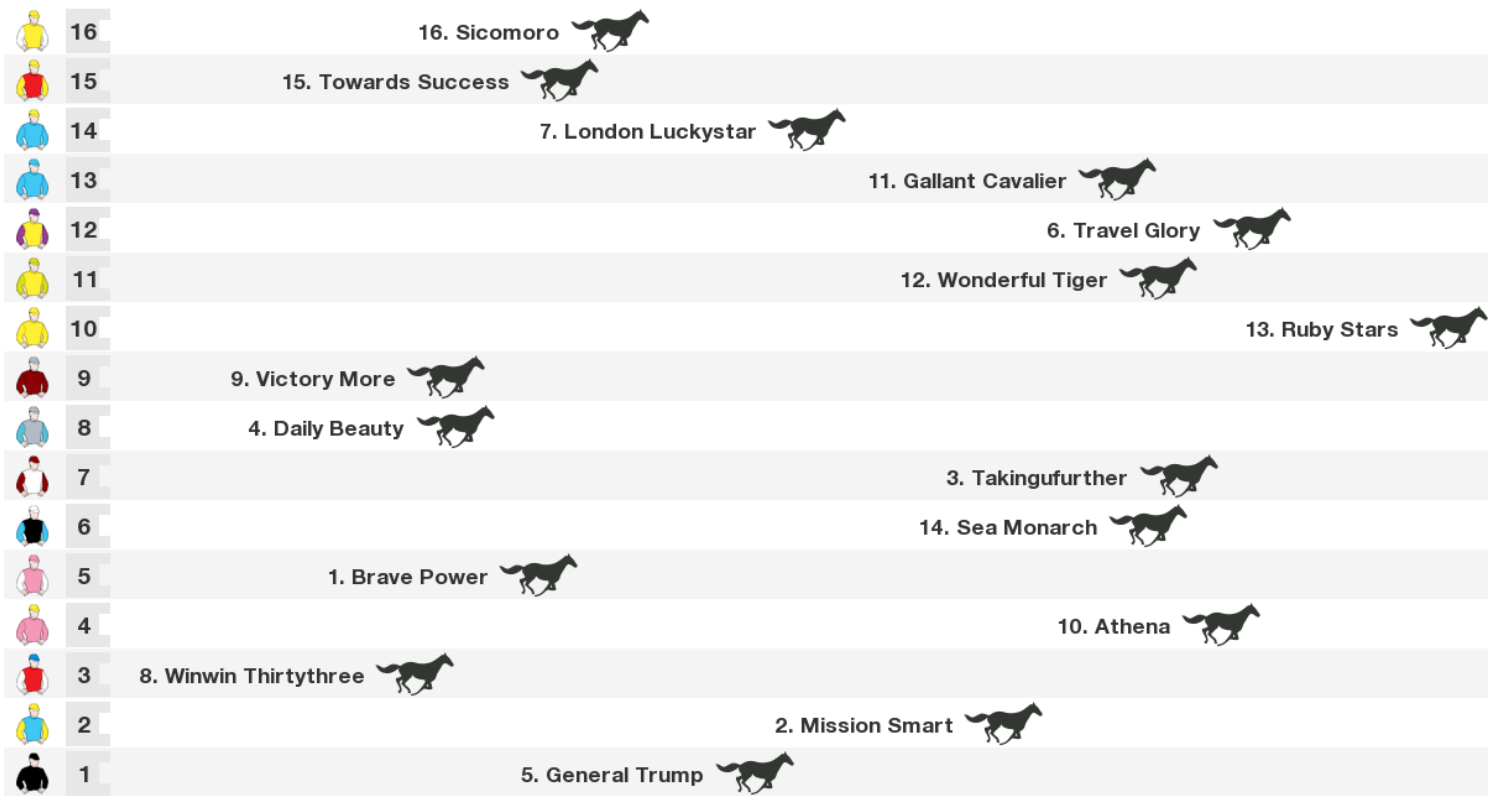 16 16. Sicomoro
15 15. Towards Success
14 7. London Luckystar
13 11. Gallant Cavalier
12 6. Travel Glory
11 12. Wonderful Tiger
10 13. Ruby Stars
9 9. Victory More
8 4. Daily Beauty
7 3. Takingufurther
6 14. Sea Monarch
5 1. Brave Power
4 10. Athena
3 8. Winwin Thirtythree
2 2. Mission Smart
1 5. General Trump